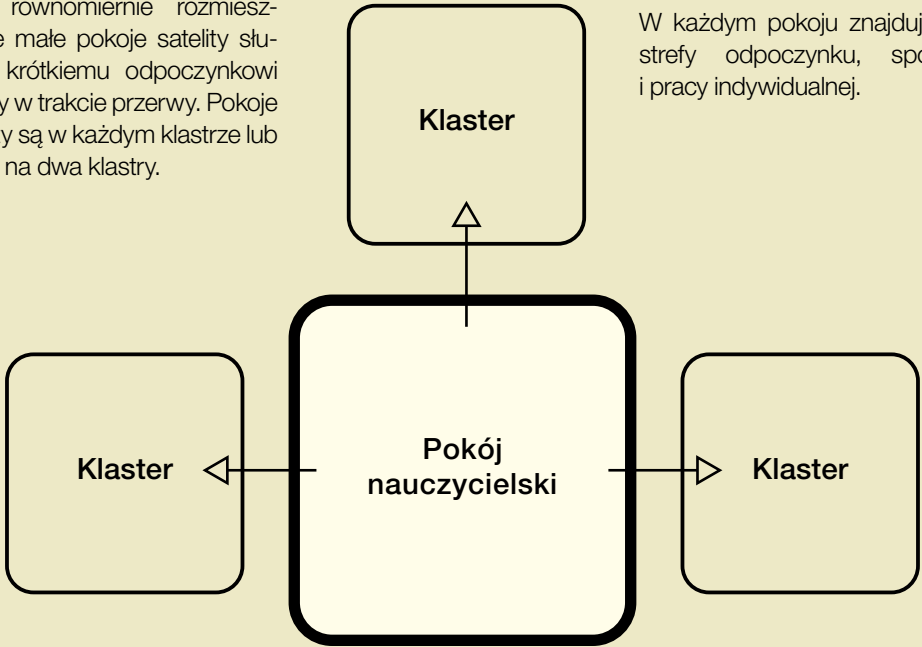 równomiernie rozmiesz-
małe pokoje satelity słu-
krótkiemu odpoczynkowi
w trakcie przerwy. Pokoje
są w każdym klastrze lub
na dwa klastry.
W każdym pokoju znajduj
strefy odpoczynku,
i pracy indywidualnej.
Klaster
Klaster
Pokój
nauczycielski
Klaster